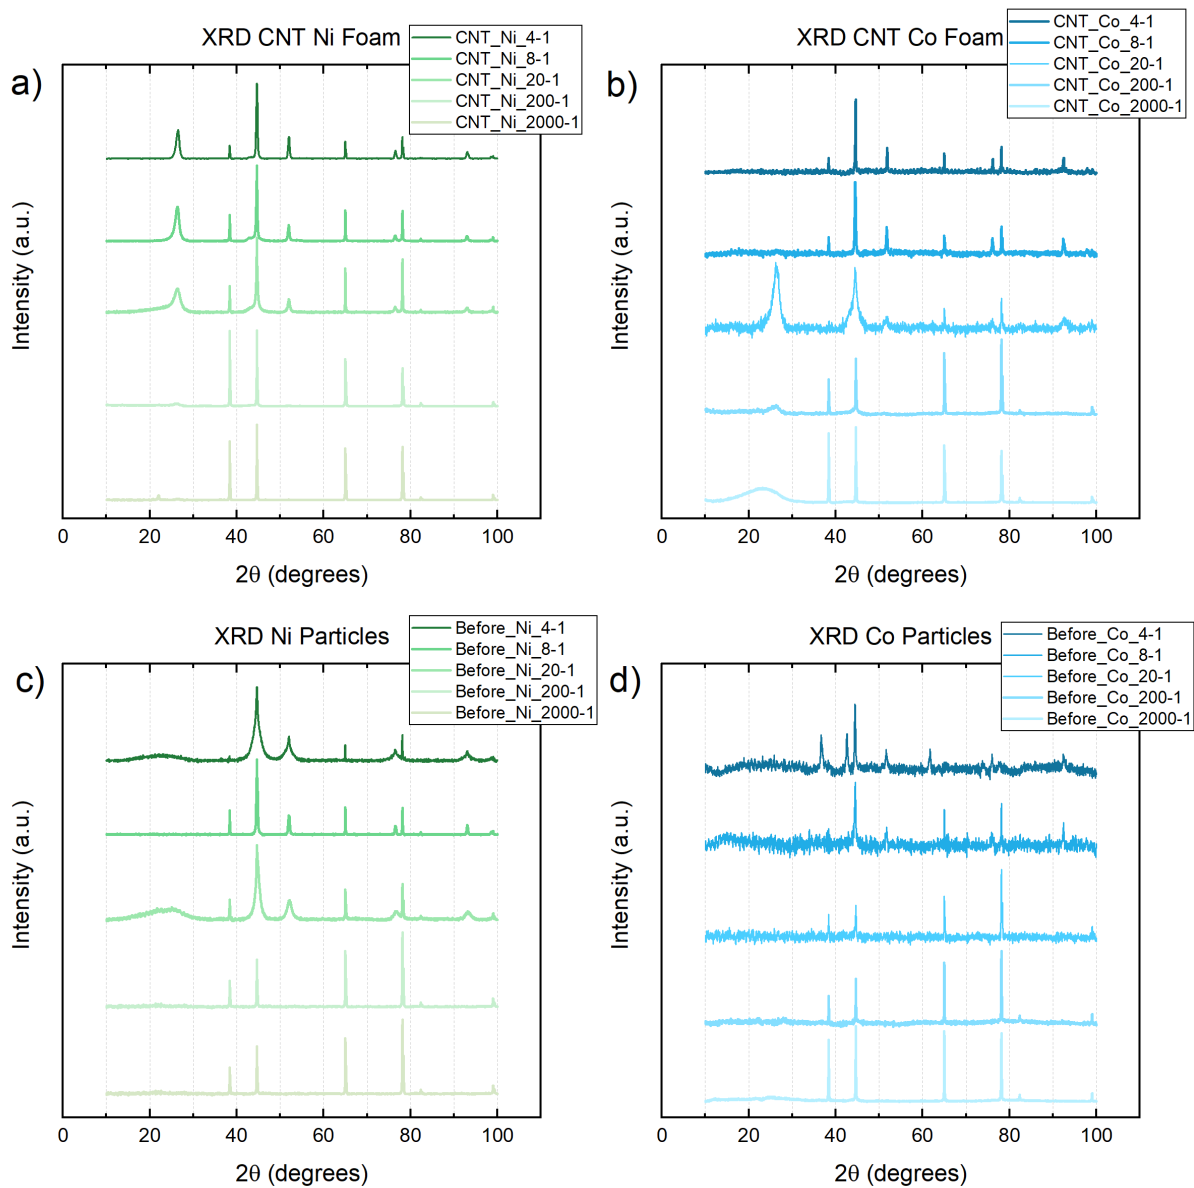 a)
XRD CNT Ni Foam
CNT_Ni_4-1
CNT_Ni_8-1
CNT_Ni_20-1
CNT_Ni_200-1
CNT_Ni_2000-1
Intensity (a.u.)
0 20 40 60 80 100
2θ (degrees)
b)
XRD CNT Co Foam
CNT_Co_4-1
CNT_Co_8-1
CNT_Co_20-1
CNT_Co_200-1
CNT_Co_2000-1
Intensity (a.u.)
0 20 40 60 80 100
2θ (degrees)
c)
XRD Ni Particles
Before_Ni_4-1
Before_Ni_8-1
Before_Ni_20-1
Before_Ni_200-1
Before_Ni_2000-1
Intensity (a.u.)
0 20 40 60 80 100
2θ (degrees)
d)
XRD Co Particles
Before_Co_4-1
Before_Co_8-1
Before_Co_20-1
Before_Co_200-1
Before_Co_2000-1
Intensity (a.u.)
0 20 40 60 80 100
2θ (degrees)